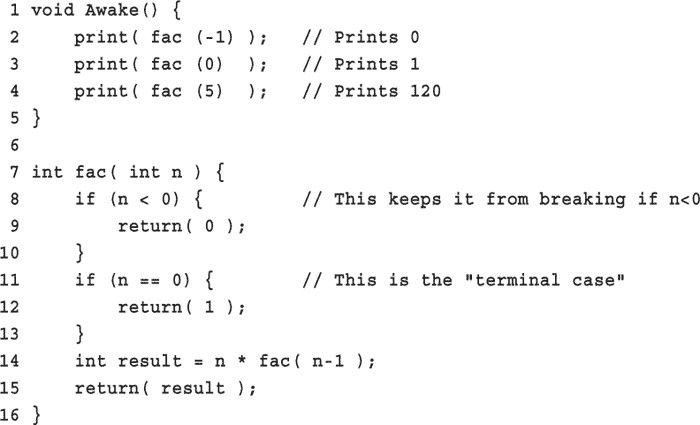 1 void Awake() {
2     print( fac (-1) );   // Prints 0
3     print( fac (0)  );   // Prints 1
4     print( fac (5)  );   // Prints 120
5 }
6
7 int fac( int n ) {
8     if (n < 0) {         // This keeps it from breaking if n<0
9         return( 0 );
10     }
11     if (n == 0) {        // This is the "terminal case"
12         return( 1 );
13     }
14     int result = n * fac( n-1 );
15     return( result );
16 }